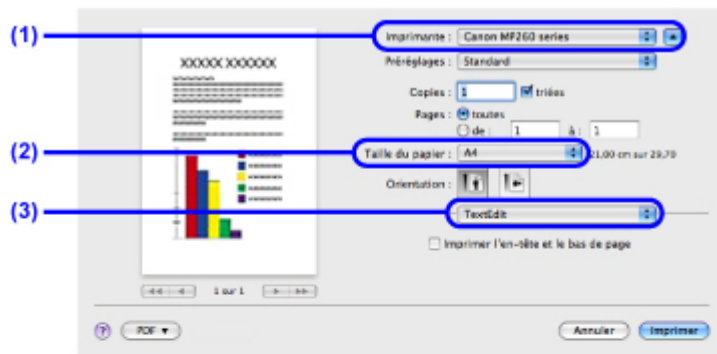 (1)
Imprimante : Canon MP260 series
Préréglages : Standard
XXXXX XXXXXX
Copies : 1 triées
Pages : toutes
de : 1 à : 1
(2)
Taille du papier : A4 21,00 cm sur 29,70
Orientation :
(3)
TextEdit
Imprimer l'en-tête et le bas de page
1 sur 1
? PDF Annuler Imprimer